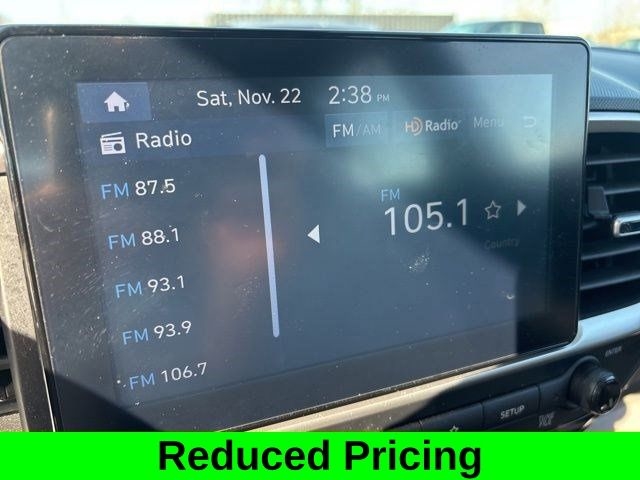 Sat, Nov. 22 2:38 PM
Radio FM/AM HD Radio Menu
FM 87.5
FM 88.1
FM 93.1
FM 93.9
FM 106.7
FM
105.1
Country
ENTER
SETUP
Reduced Pricing